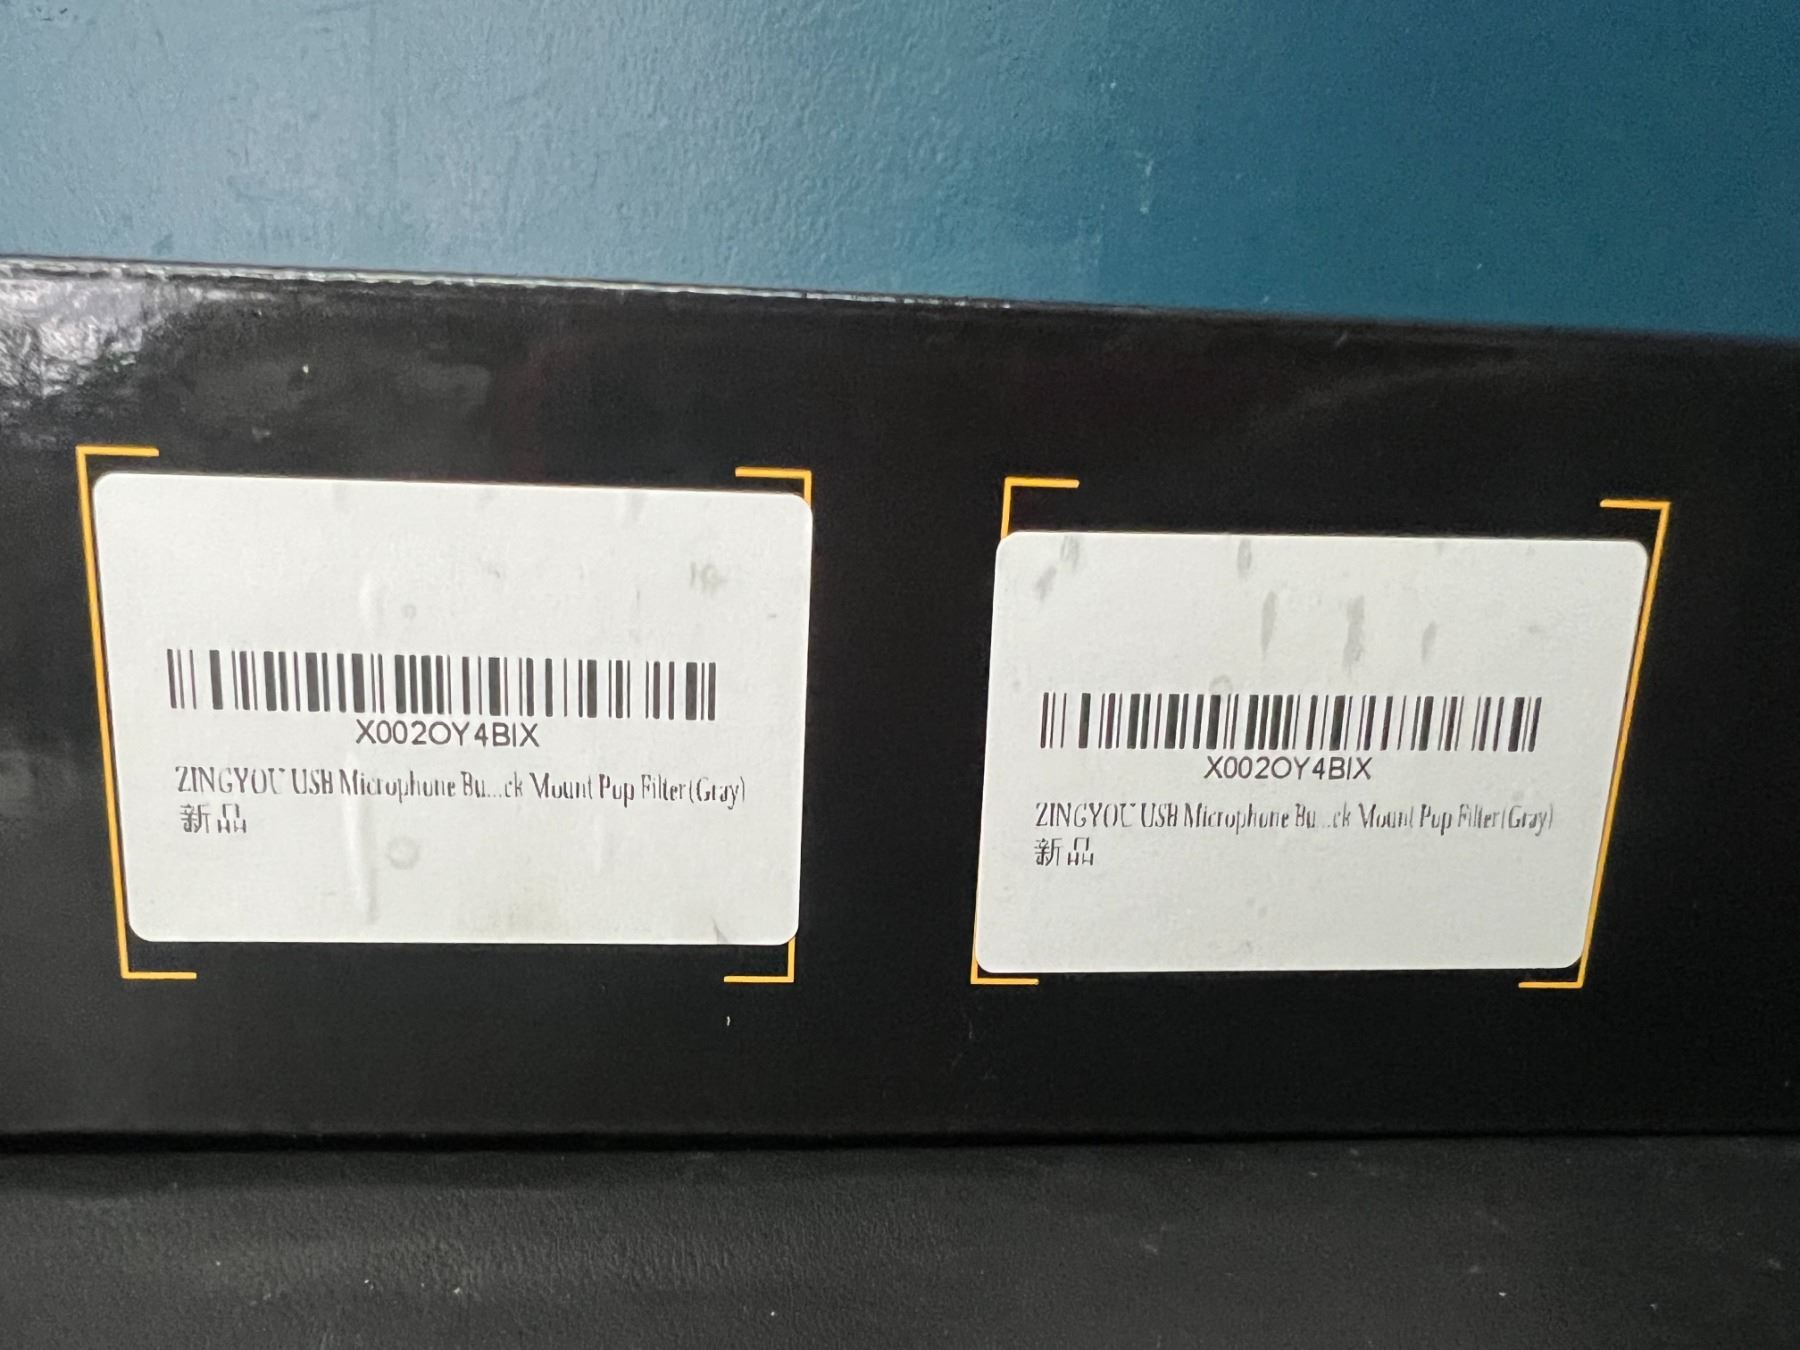 X002OY4BIX
ZINGYOU USB Microphone Bu...ck Mount Pop Filter(Gray)
新品
X002OY4BIX
ZINGYOU USB Microphone Bu...ck Mount Pop Filter(Gray)
新品